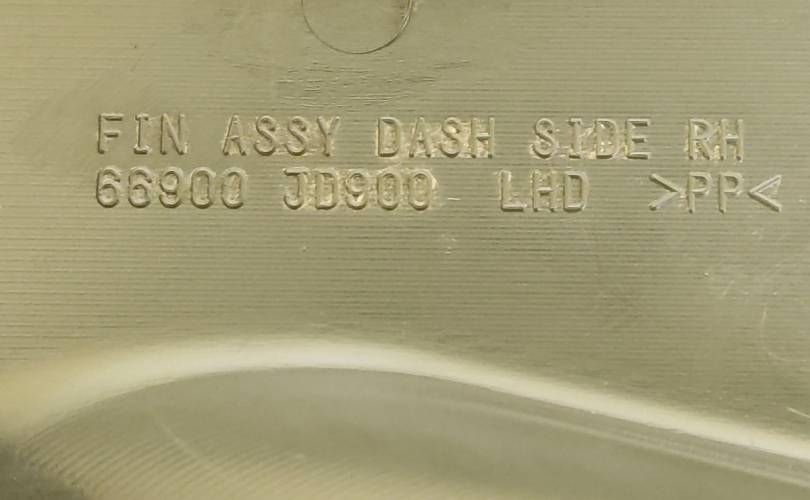 FIN ASSY DASH SIDE RH
66900 JD900 LHD >PP<